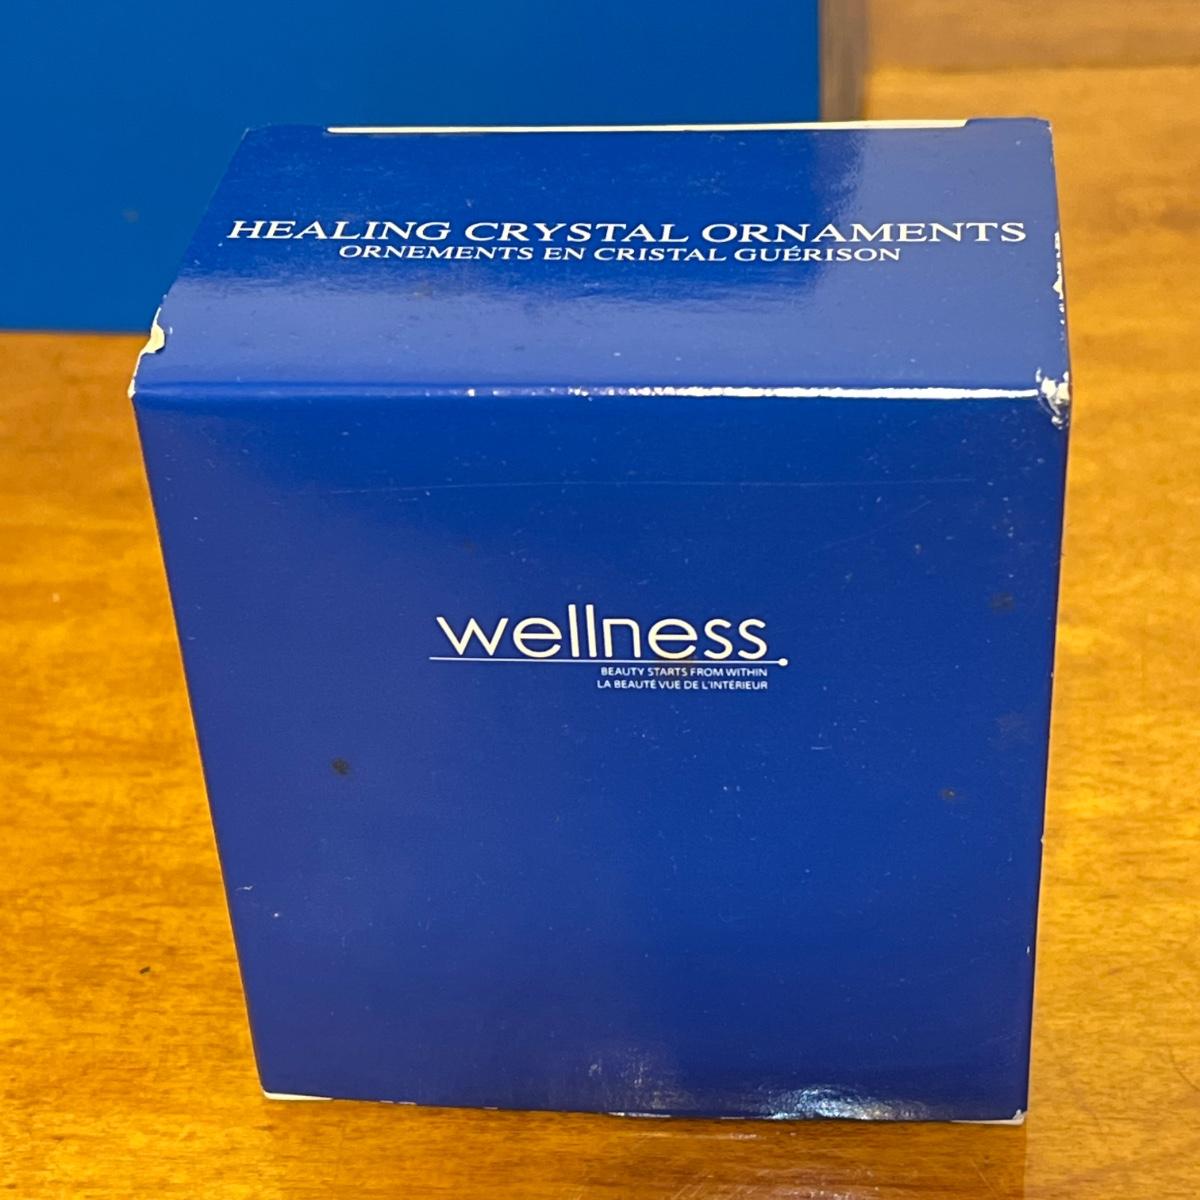 HEALING CRYSTAL ORNAMENTS
ORNEMENTS EN CRISTAL GUÉRISON
wellness
BEAUTY STARTS FROM WITHIN
LA BEAUTÉ VUE DE L'INTÉRIEUR